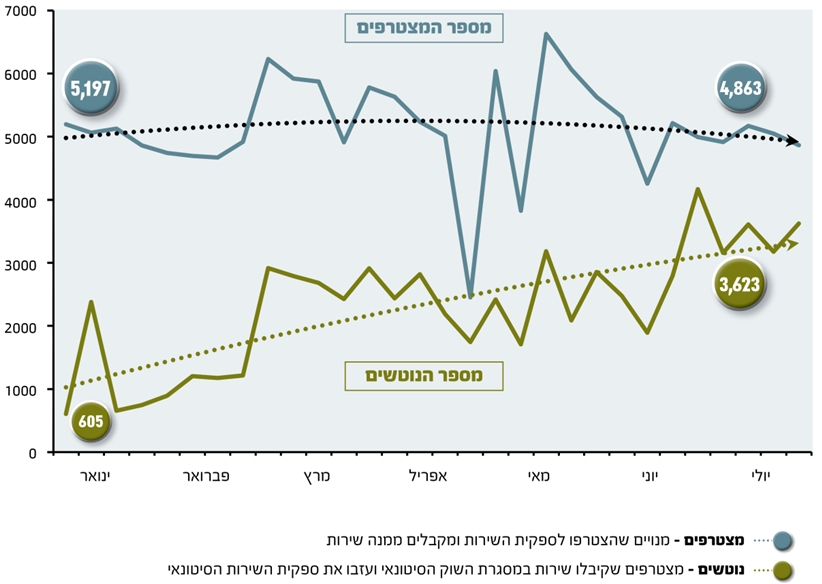 מספר המצטרפים
7000
6000
5000
4000
3000
2000
1000
0
5,197
4,863
3,623
605
מספר הנוטשים
ינואר
פברואר
מרץ
אפריל
מאי
יוני
יולי
מצטרפים - מנויים שהצטרפו לספקית השירות ומקבלים ממנה שירות
נוטשים - מצטרפים שקיבלו שירות במסגרת השוק הסיטונאי ועזבו את ספקית השירות הסיטונאי